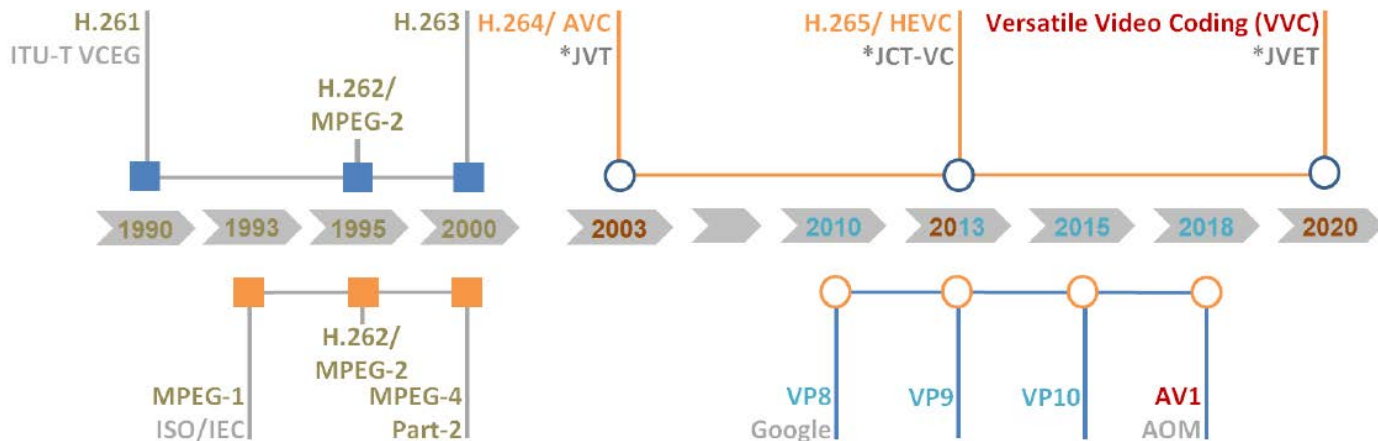 H.261
ITU-T VCEG
H.262/
MPEG-2
H.263
H.264/ AVC
*JVT
H.265/ HEVC
*JCT-VC
Versatile Video Coding (VVC)
*JVET
1990 1993 1995 2000 2003 2010 2013 2015 2018 2020
MPEG-1
ISO/IEC
H.262/
MPEG-2
MPEG-4
Part-2
VP8
Google
VP9
VP10
AV1
AOM